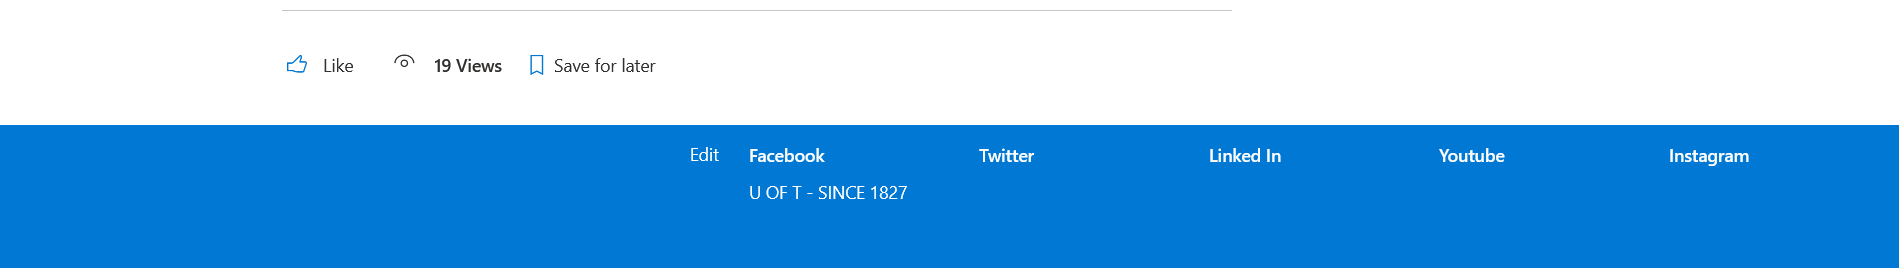 Like 19 Views Save for later
Edit Facebook Twitter Linked In Youtube Instagram
U OF T - SINCE 1827